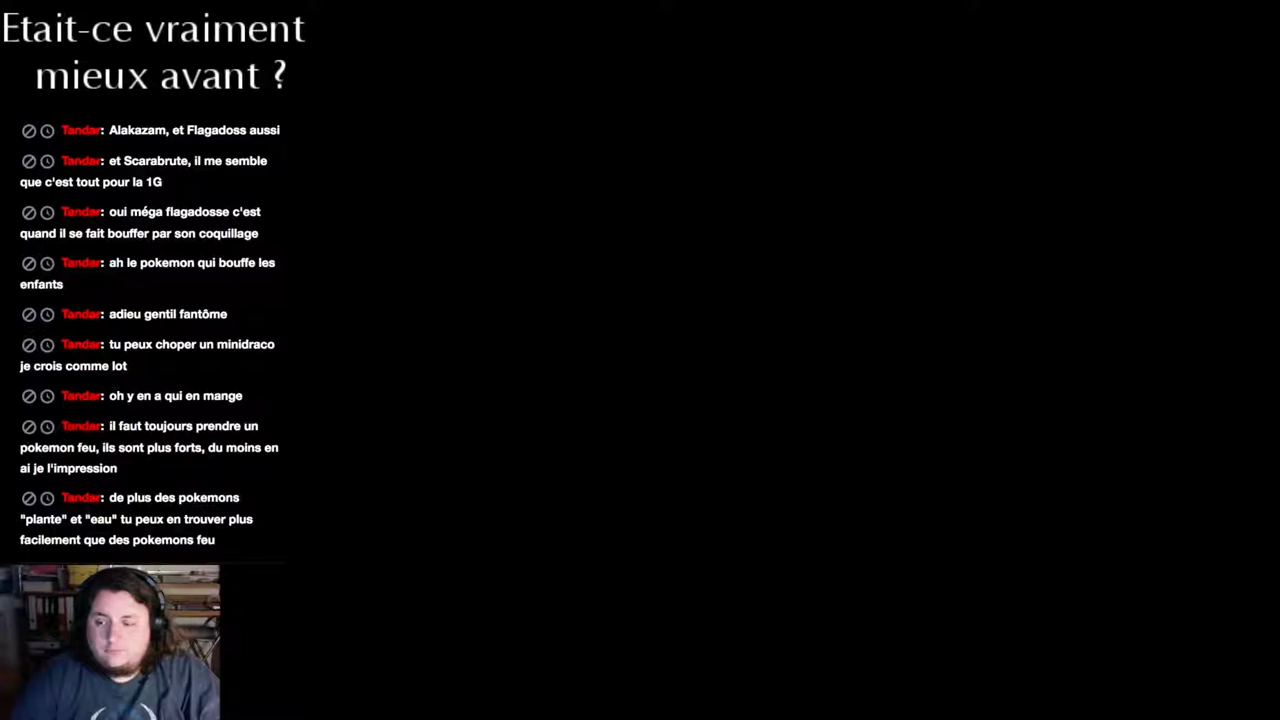 Etait-ce vraiment
mieux avant ?
Tandar: Alakazam, et Flagadoss aussi
Tandar: et Scarabrute, il me semble
que c'est tout pour la 1G
Tandar: oui méga flagadosse c'est
quand il se fait bouffer par son coquillage
Tandar: ah le pokemon qui bouffe les
enfants
Tandar: adieu gentil fantôme
Tandar: tu peux choper un minidraco
je crois comme lot
Tandar: oh y en a qui en mange
Tandar: il faut toujours prendre un
pokemon feu, ils sont plus forts, du moins en
ai je l'impression
Tandar: de plus des pokemons
"plante" et "eau" tu peux en trouver plus
facilement que des pokemons feu